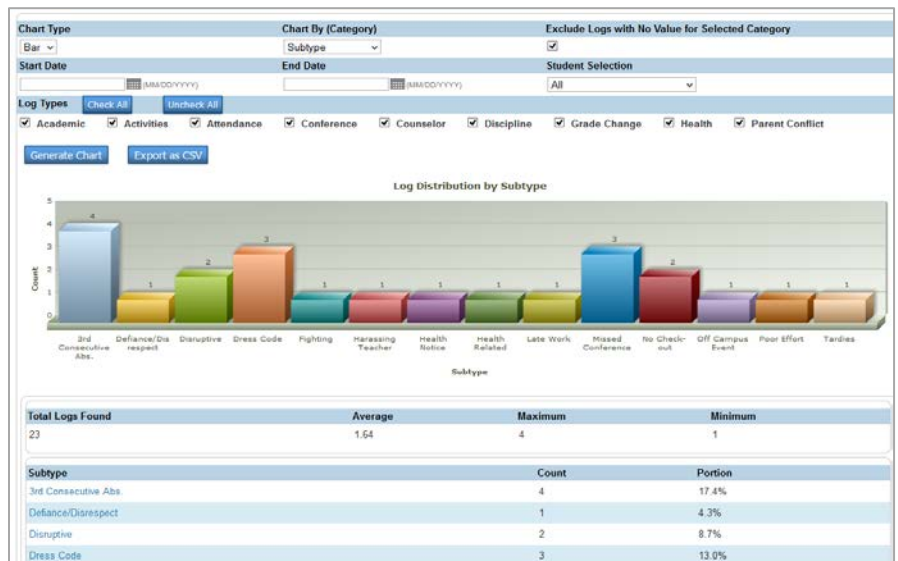 Chart Type Chart By (Category) Exclude Logs with No Value for Selected Category
Bar Subtype
Start Date End Date Student Selection
(MM/DD/YYYY) (MM/DD/YYYY) All
Log Types Check All Uncheck All
Academic Activities Attendance Conference Counselor Discipline Grade Change Health Parent Conflict
Generate Chart Export as CSV
Log Distribution by Subtype
5
4
3
2
1
0
Count
4 1 2 3 1 1 1 1 1 3 2 1 1 1
3rd Consecutive Abs.
Defiance/Disrespect
Disruptive
Dress Code
Fighting
Harassing Teacher
Health Notice
Health Related
Late Work
Missed Conference
No Check-out
Off Campus Event
Poor Effort
Tardies
Subtype
Total Logs Found Average Maximum Minimum
23 1.64 4 1
Subtype Count Portion
3rd Consecutive Abs. 4 17.4%
Defiance/Disrespect 1 4.3%
Disruptive 2 8.7%
Dress Code 3 13.0%